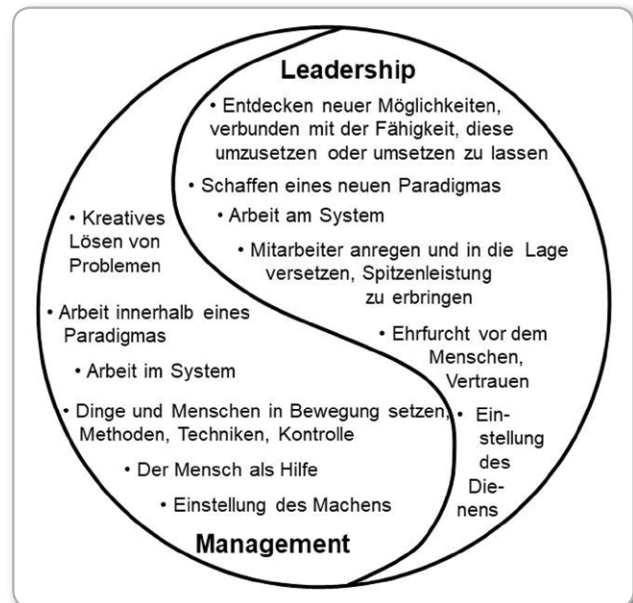 Leadership
• Entdecken neuer Möglichkeiten,
verbunden mit der Fähigkeit, diese
umzusetzen oder umsetzen zu lassen
• Schaffen eines neuen Paradigmas
• Arbeit am System
• Mitarbeiter anregen und in die Lage
versetzen, Spitzenleistung
zu erbringen
• Ehrfurcht vor dem
Menschen,
Vertrauen
• Ein-
stellung
des
Die-
nens
• Kreatives
Lösen von
Problemen
• Arbeit innerhalb eines
Paradigmas
• Arbeit im System
• Dinge und Menschen in Bewegung setzen,
Methoden, Techniken, Kontrolle
• Der Mensch als Hilfe
• Einstellung des Machens
Management